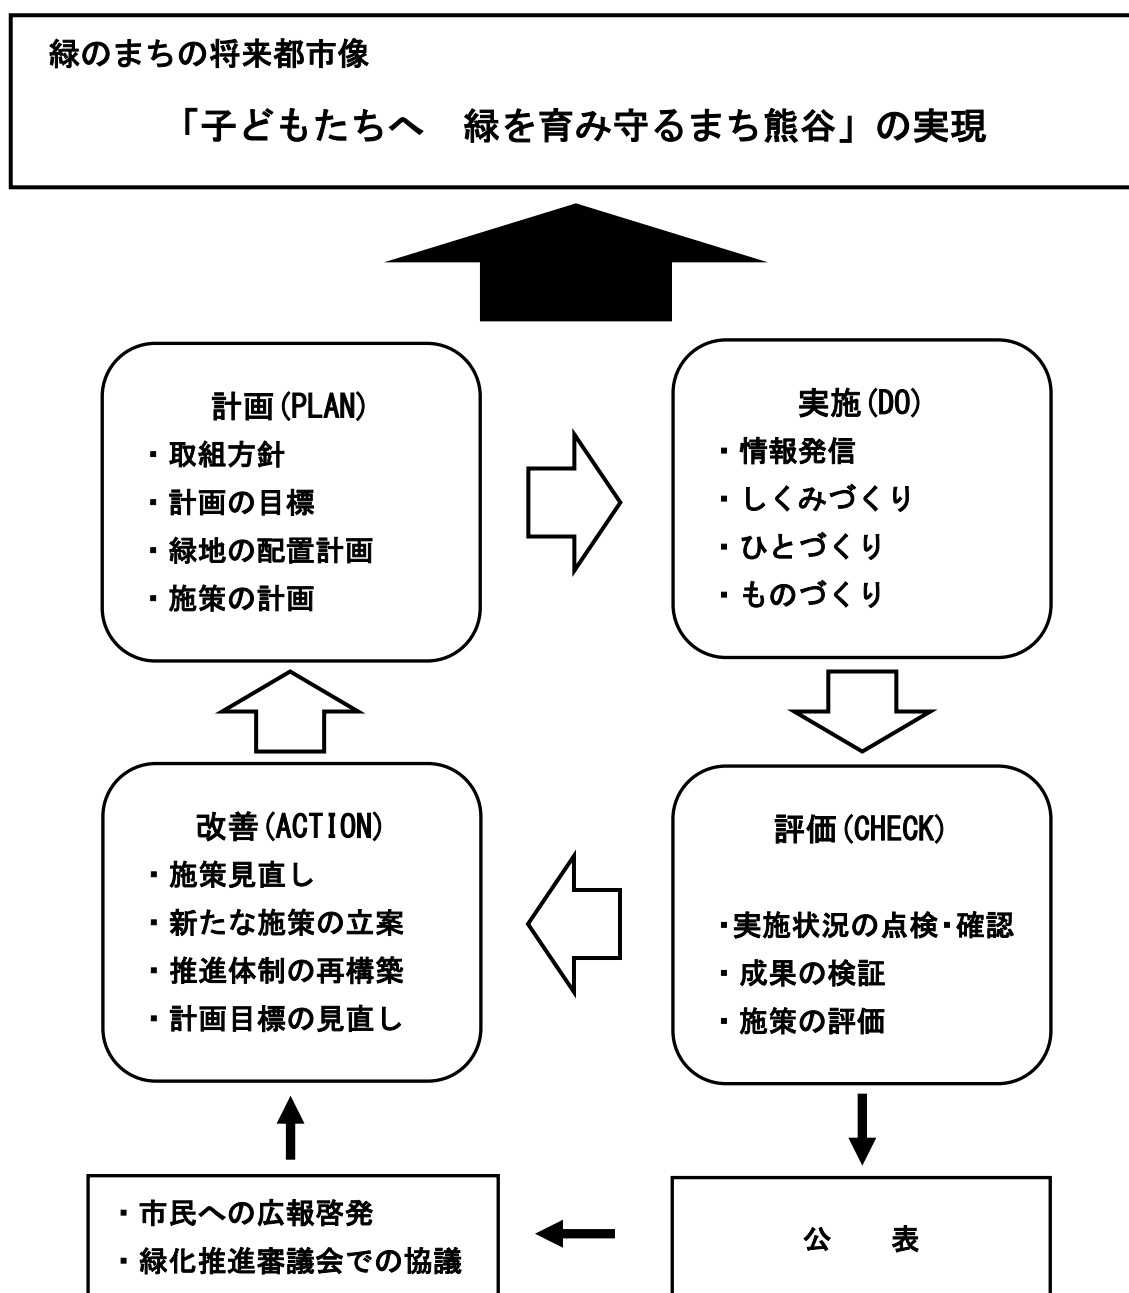 緑のまちの将来都市像
「子どもたちへ　緑を育み守るまち熊谷」の実現
計画(PLAN)
・取組方針
・計画の目標
・緑地の配置計画
・施策の計画
実施(DO)
・情報発信
・しくみづくり
・ひとづくり
・ものづくり
改善(ACTION)
・施策見直し
・新たな施策の立案
・推進体制の再構築
・計画目標の見直し
評価(CHECK)
・実施状況の点検・確認
・成果の検証
・施策の評価
・市民への広報啓発
・緑化推進審議会での協議
公　　表